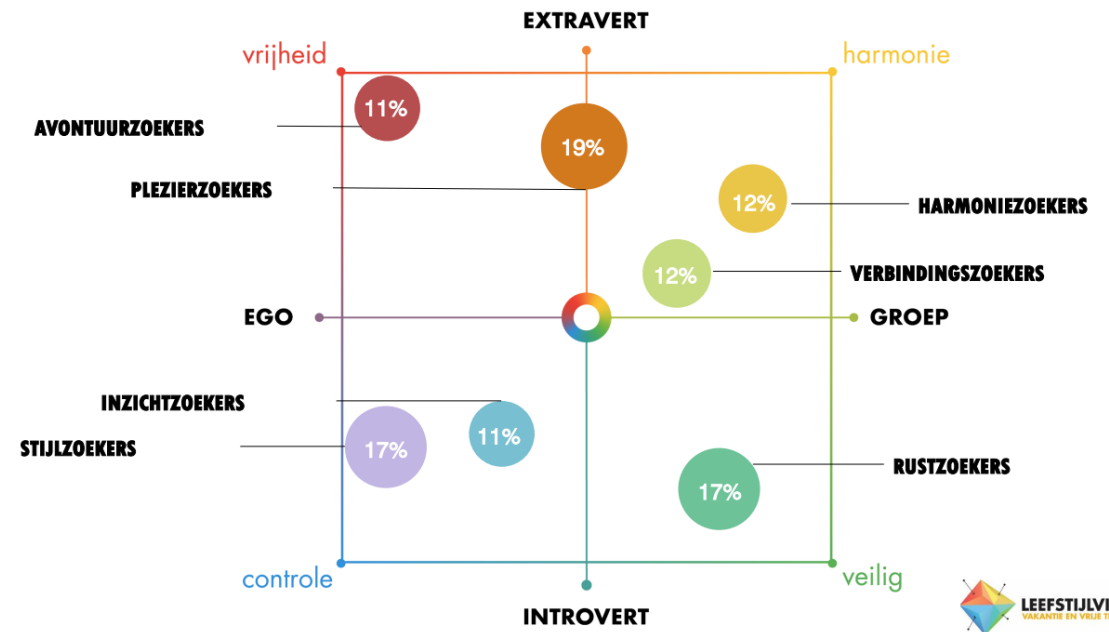 EXTRAVERT
vrijheid
harmonie
11%
AVONTUURZOEKERS
19%
PLEZIERZOEKERS
12%
HARMONIEZOEKERS
12%
VERBINDINGSZOEKERS
EGO
GROEP
INZICHTZOEKERS
11%
STIJLZOEKERS
17%
RUSTZOEKERS
17%
controle
veilig
INTROVERT
VAKANTIE EN VRIJE